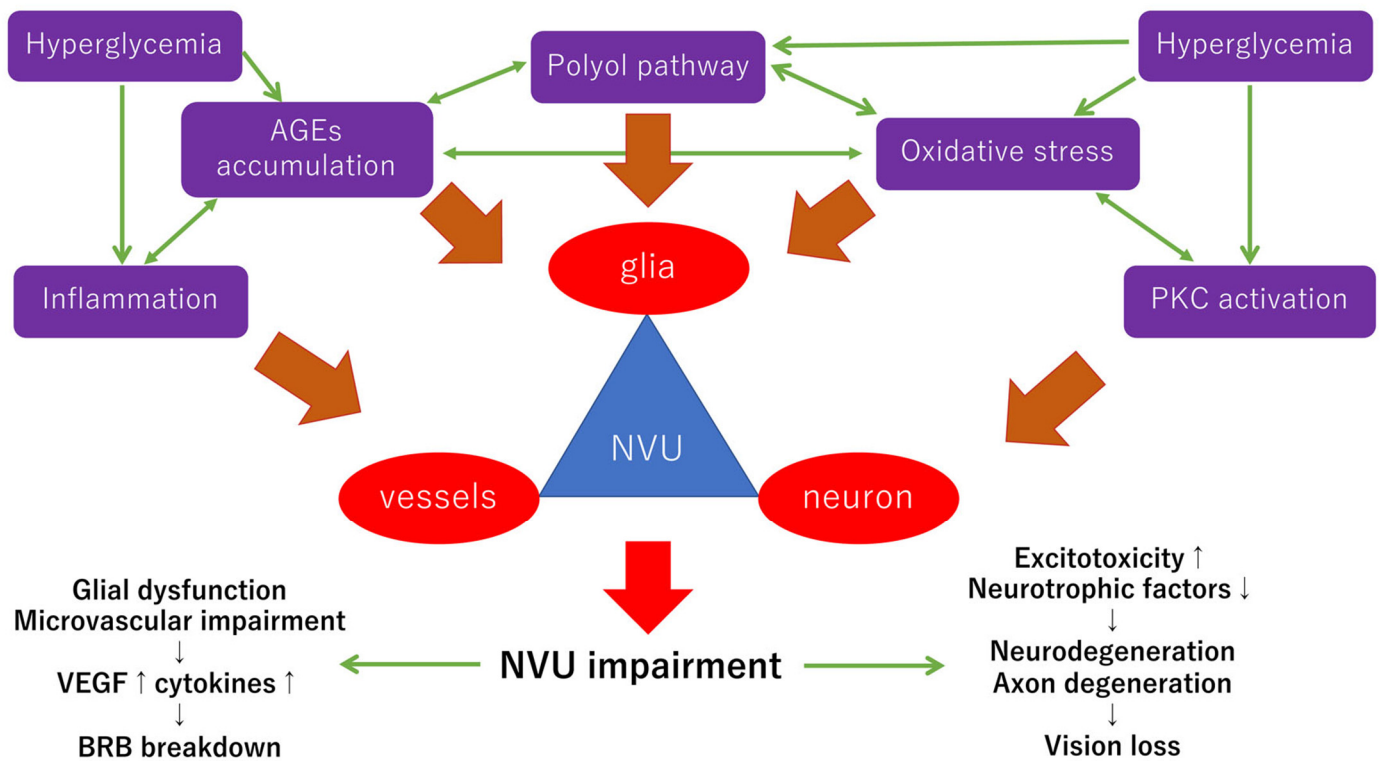 Hyperglycemia
Polyol pathway
Hyperglycemia
AGEs
accumulation
Oxidative stress
Inflammation
glia
PKC activation
NVU
vessels
neuron
Glial dysfunction
Microvascular impairment
↓
VEGF ↑ cytokines ↑
↓
BRB breakdown
NVU impairment
Excitotoxicity ↑
Neurotrophic factors ↓
↓
Neurodegeneration
Axon degeneration
↓
Vision loss